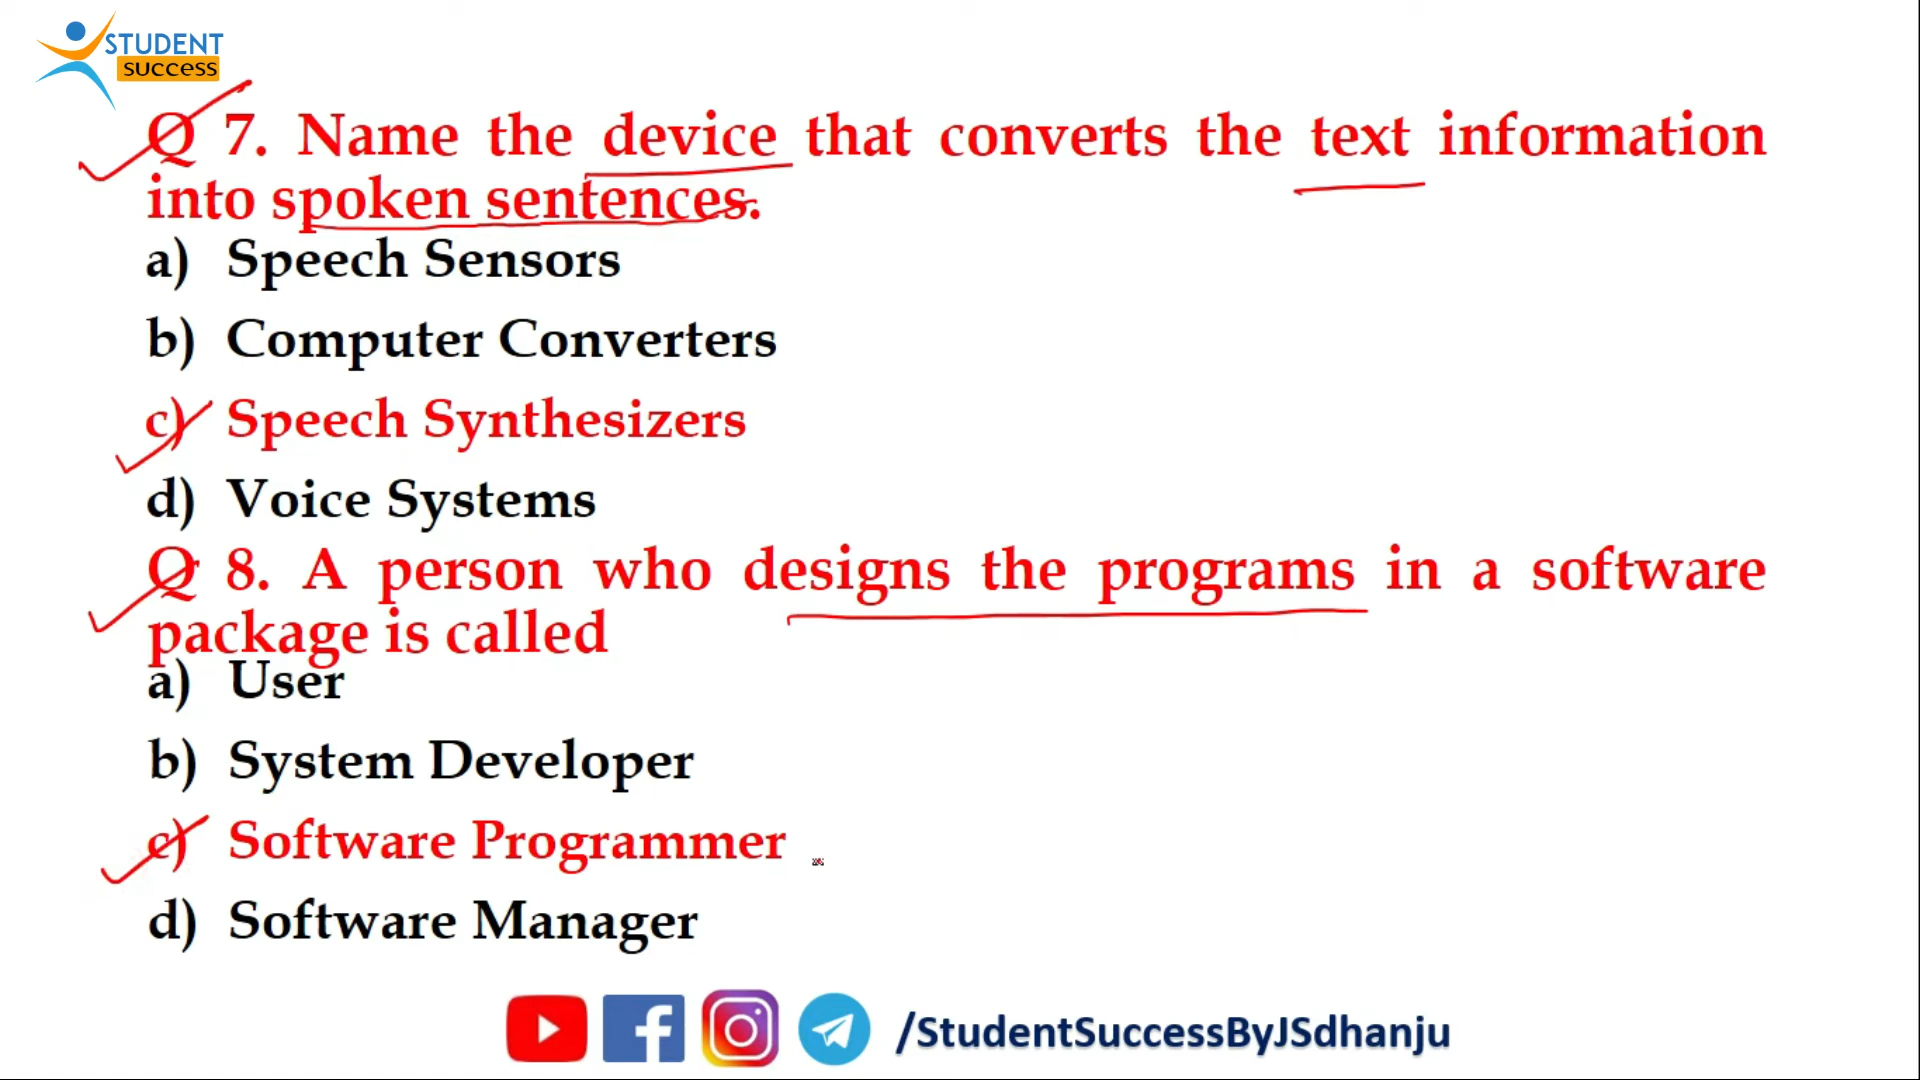 STUDENT
success
Q 7. Name the device that converts the text information
into spoken sentences.
a) Speech Sensors
b) Computer Converters
c) Speech Synthesizers
d) Voice Systems
Q 8. A person who designs the programs in a software
package is called
a) User
b) System Developer
c) Software Programmer
d) Software Manager
/StudentSuccessByJSdhanju